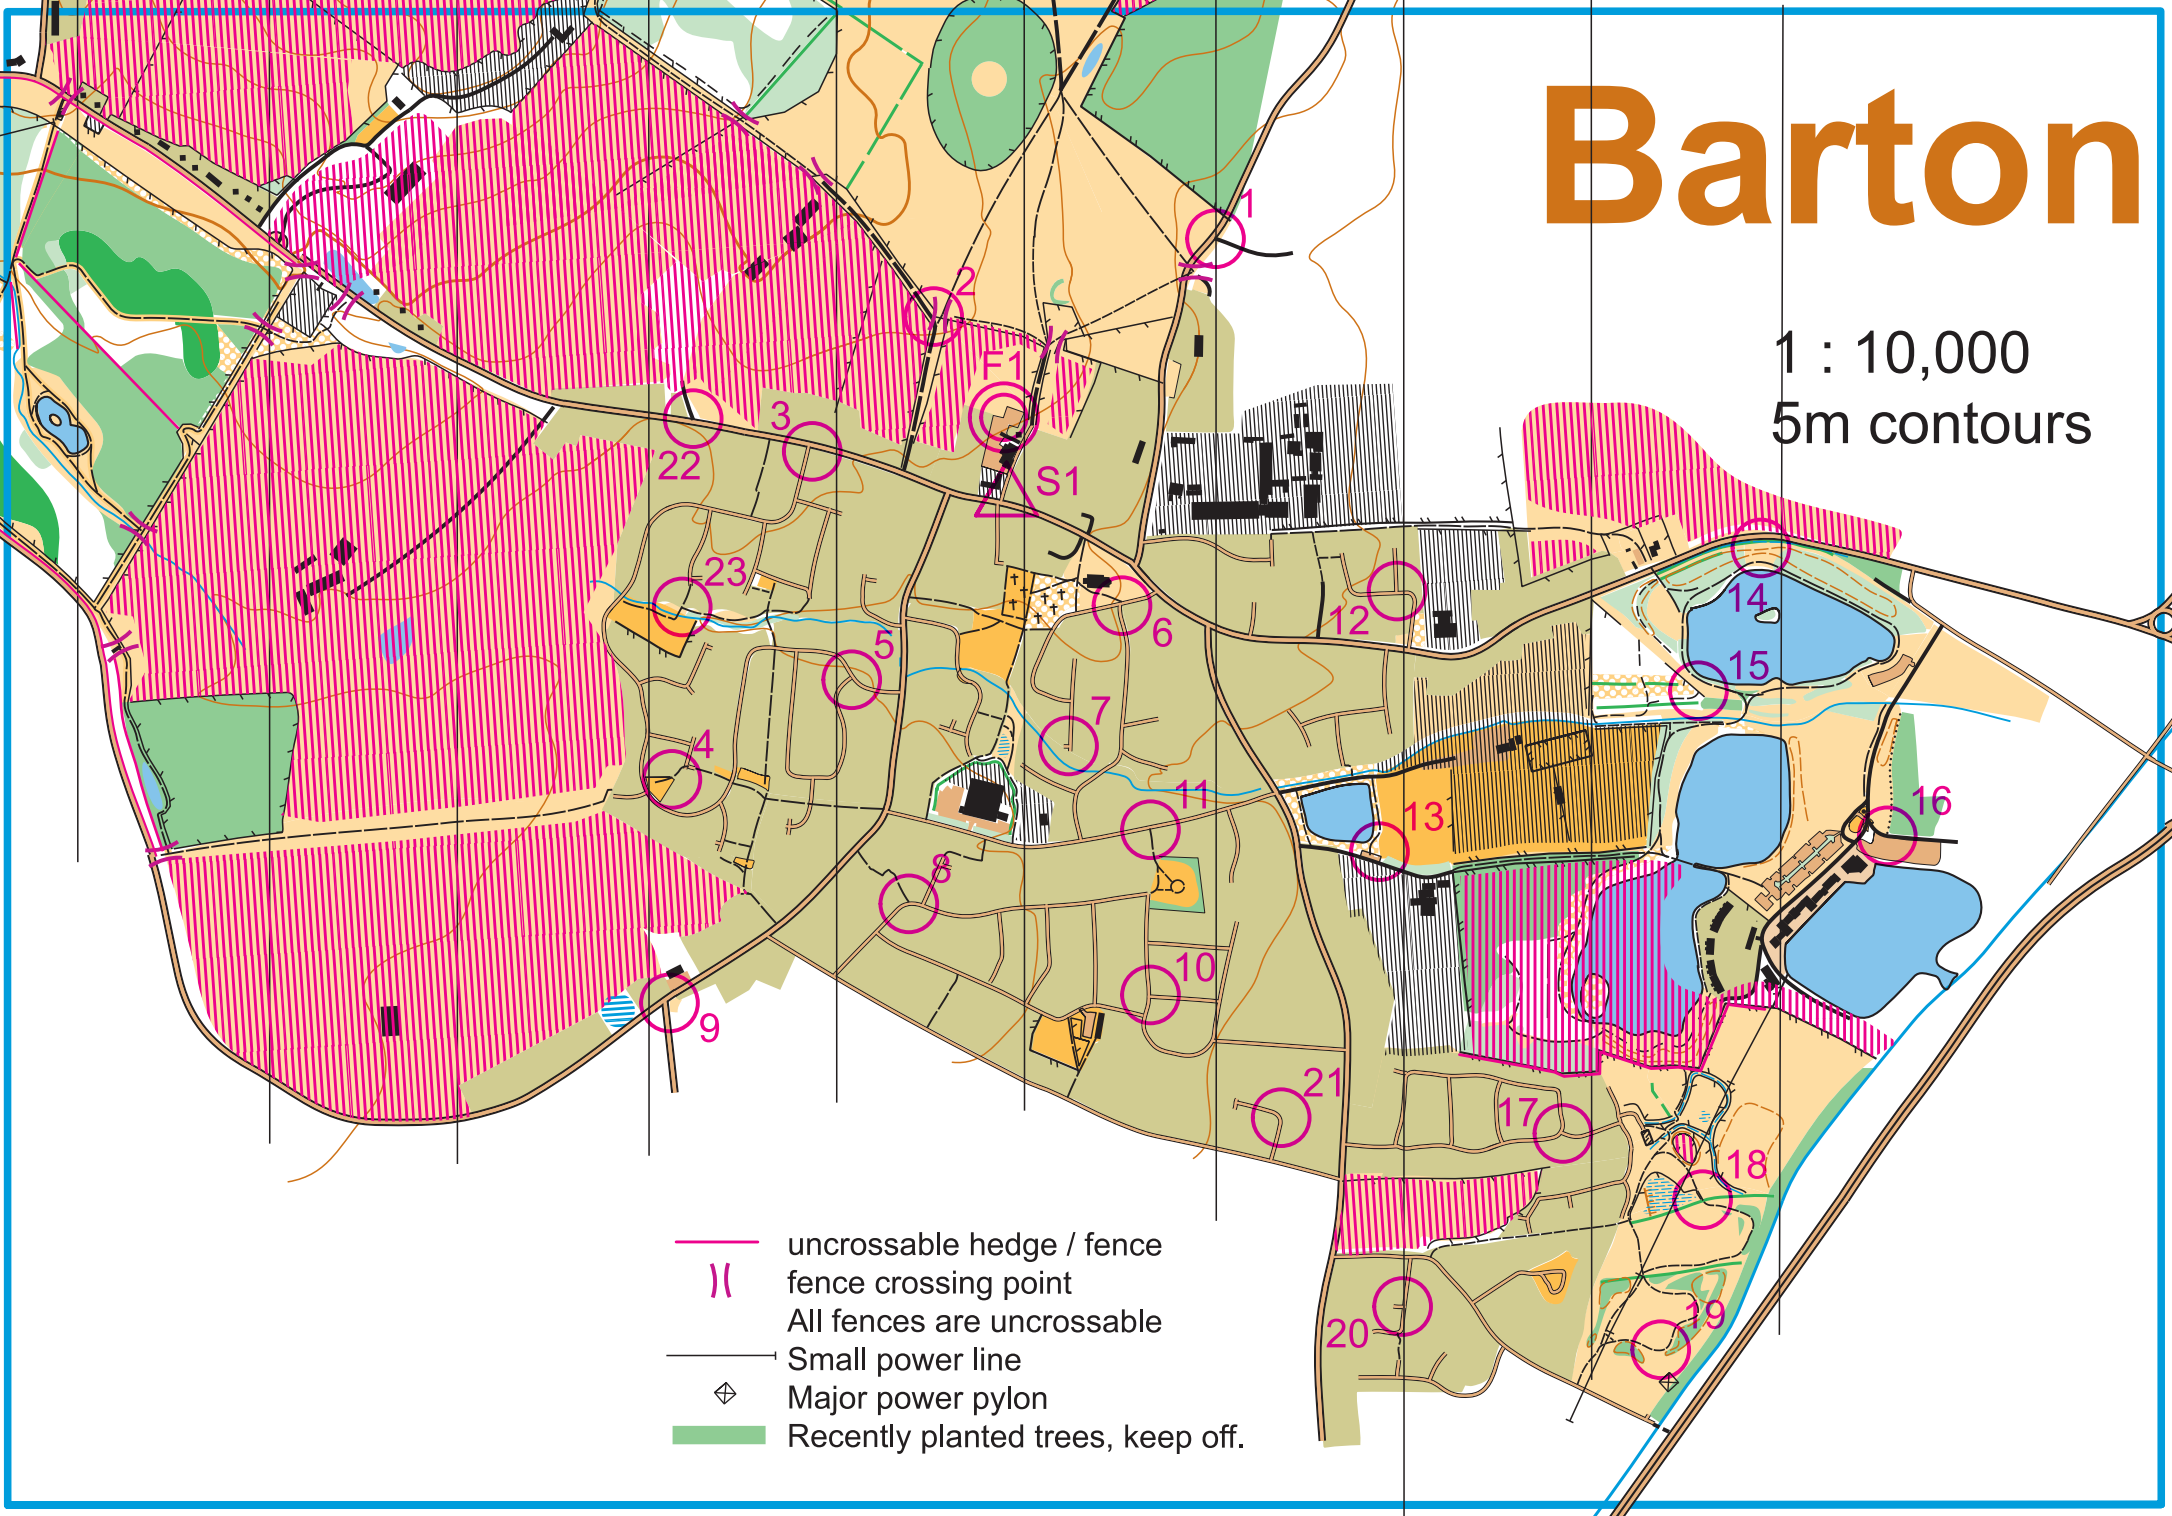 Barton
1 : 10,000
5m contours
1
2
F1
3
22
S1
23
12
14
6
5
15
7
4
13
11
16
8
10
9
21
17
18
19
20
uncrossable hedge / fence
fence crossing point
All fences are uncrossable
Small power line
Major power pylon
Recently planted trees, keep off.